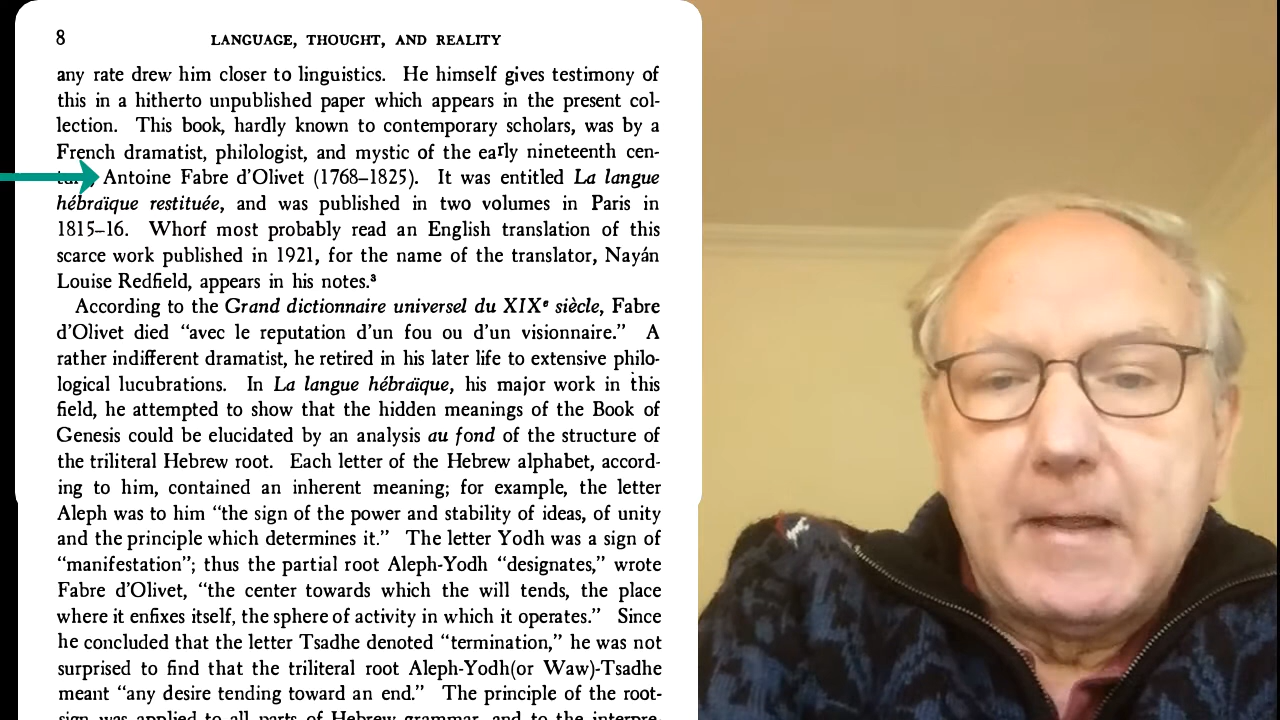 8 LANGUAGE, THOUGHT, AND REALITY
any rate drew him closer to linguistics. He himself gives testimony of
this in a hitherto unpublished paper which appears in the present col-
lection. This book, hardly known to contemporary scholars, was by a
French dramatist, philologist, and mystic of the early nineteenth cen-
Antoine Fabre d'Olivet (1768–1825). It was entitled La langue
hébraïque restituée, and was published in two volumes in Paris in
1815–16. Whorf most probably read an English translation of this
scarce work published in 1921, for the name of the translator, Nayán
Louise Redfield, appears in his notes.³
According to the Grand dictionnaire universel du XIXᵉ siècle, Fabre
d'Olivet died “avec le reputation d'un fou ou d'un visionnaire.” A
rather indifferent dramatist, he retired in his later life to extensive philo-
logical lucubrations. In La langue hébraïque, his major work in this
field, he attempted to show that the hidden meanings of the Book of
Genesis could be elucidated by an analysis au fond of the structure of
the triliteral Hebrew root. Each letter of the Hebrew alphabet, accord-
ing to him, contained an inherent meaning; for example, the letter
Aleph was to him “the sign of the power and stability of ideas, of unity
and the principle which determines it.” The letter Yodh was a sign of
“manifestation”; thus the partial root Aleph-Yodh “designates,” wrote
Fabre d'Olivet, “the center towards which the will tends, the place
where it enfixes itself, the sphere of activity in which it operates.” Since
he concluded that the letter Tsadhe denoted “termination,” he was not
surprised to find that the triliteral root Aleph-Yodh(or Waw)-Tsadhe
meant “any desire tending toward an end.” The principle of the root-
sign was applied to all parts of Hebrew grammar, and to the interpre-